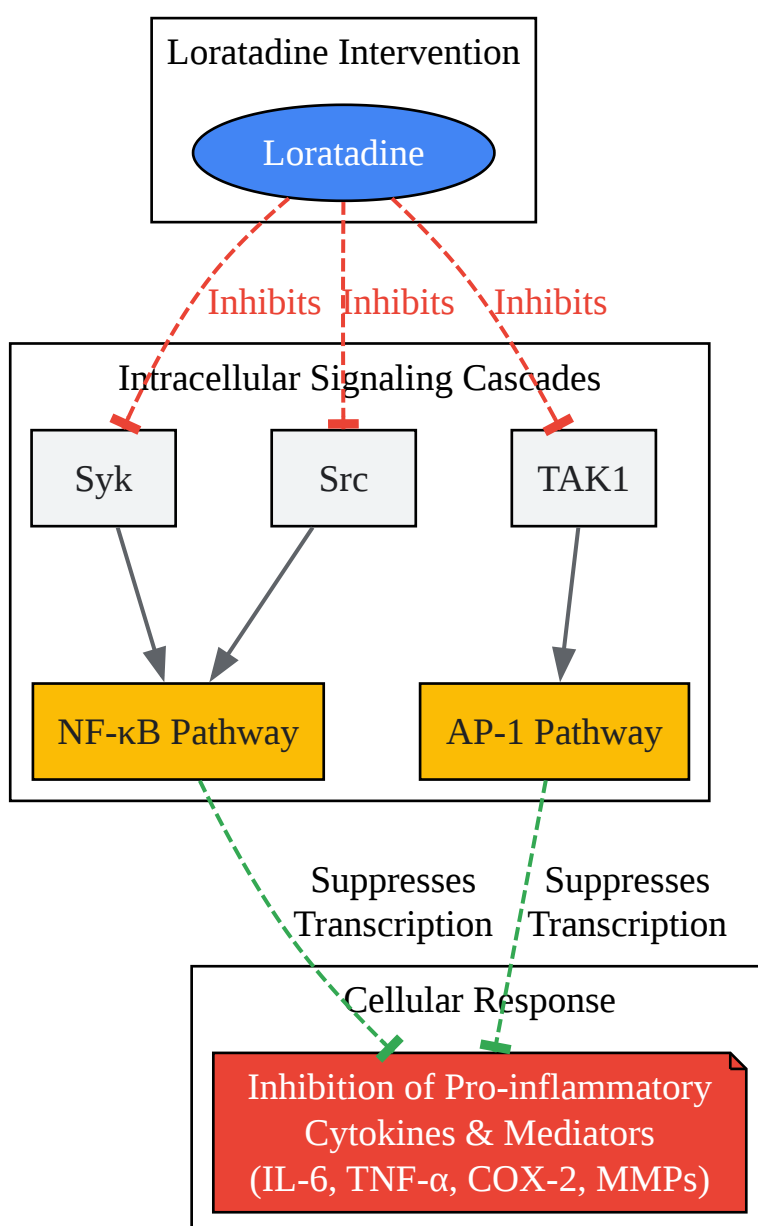 Loratadine Intervention
Loratadine
Inhibits
Inhibits
Inhibits
Intracellular Signaling Cascades
Syk
Src
TAK1
NF-κB Pathway
AP-1 Pathway
Suppresses
Transcription
Suppresses
Transcription
Cellular Response
Inhibition of Pro-inflammatory
Cytokines & Mediators
(IL-6, TNF-α, COX-2, MMPs)